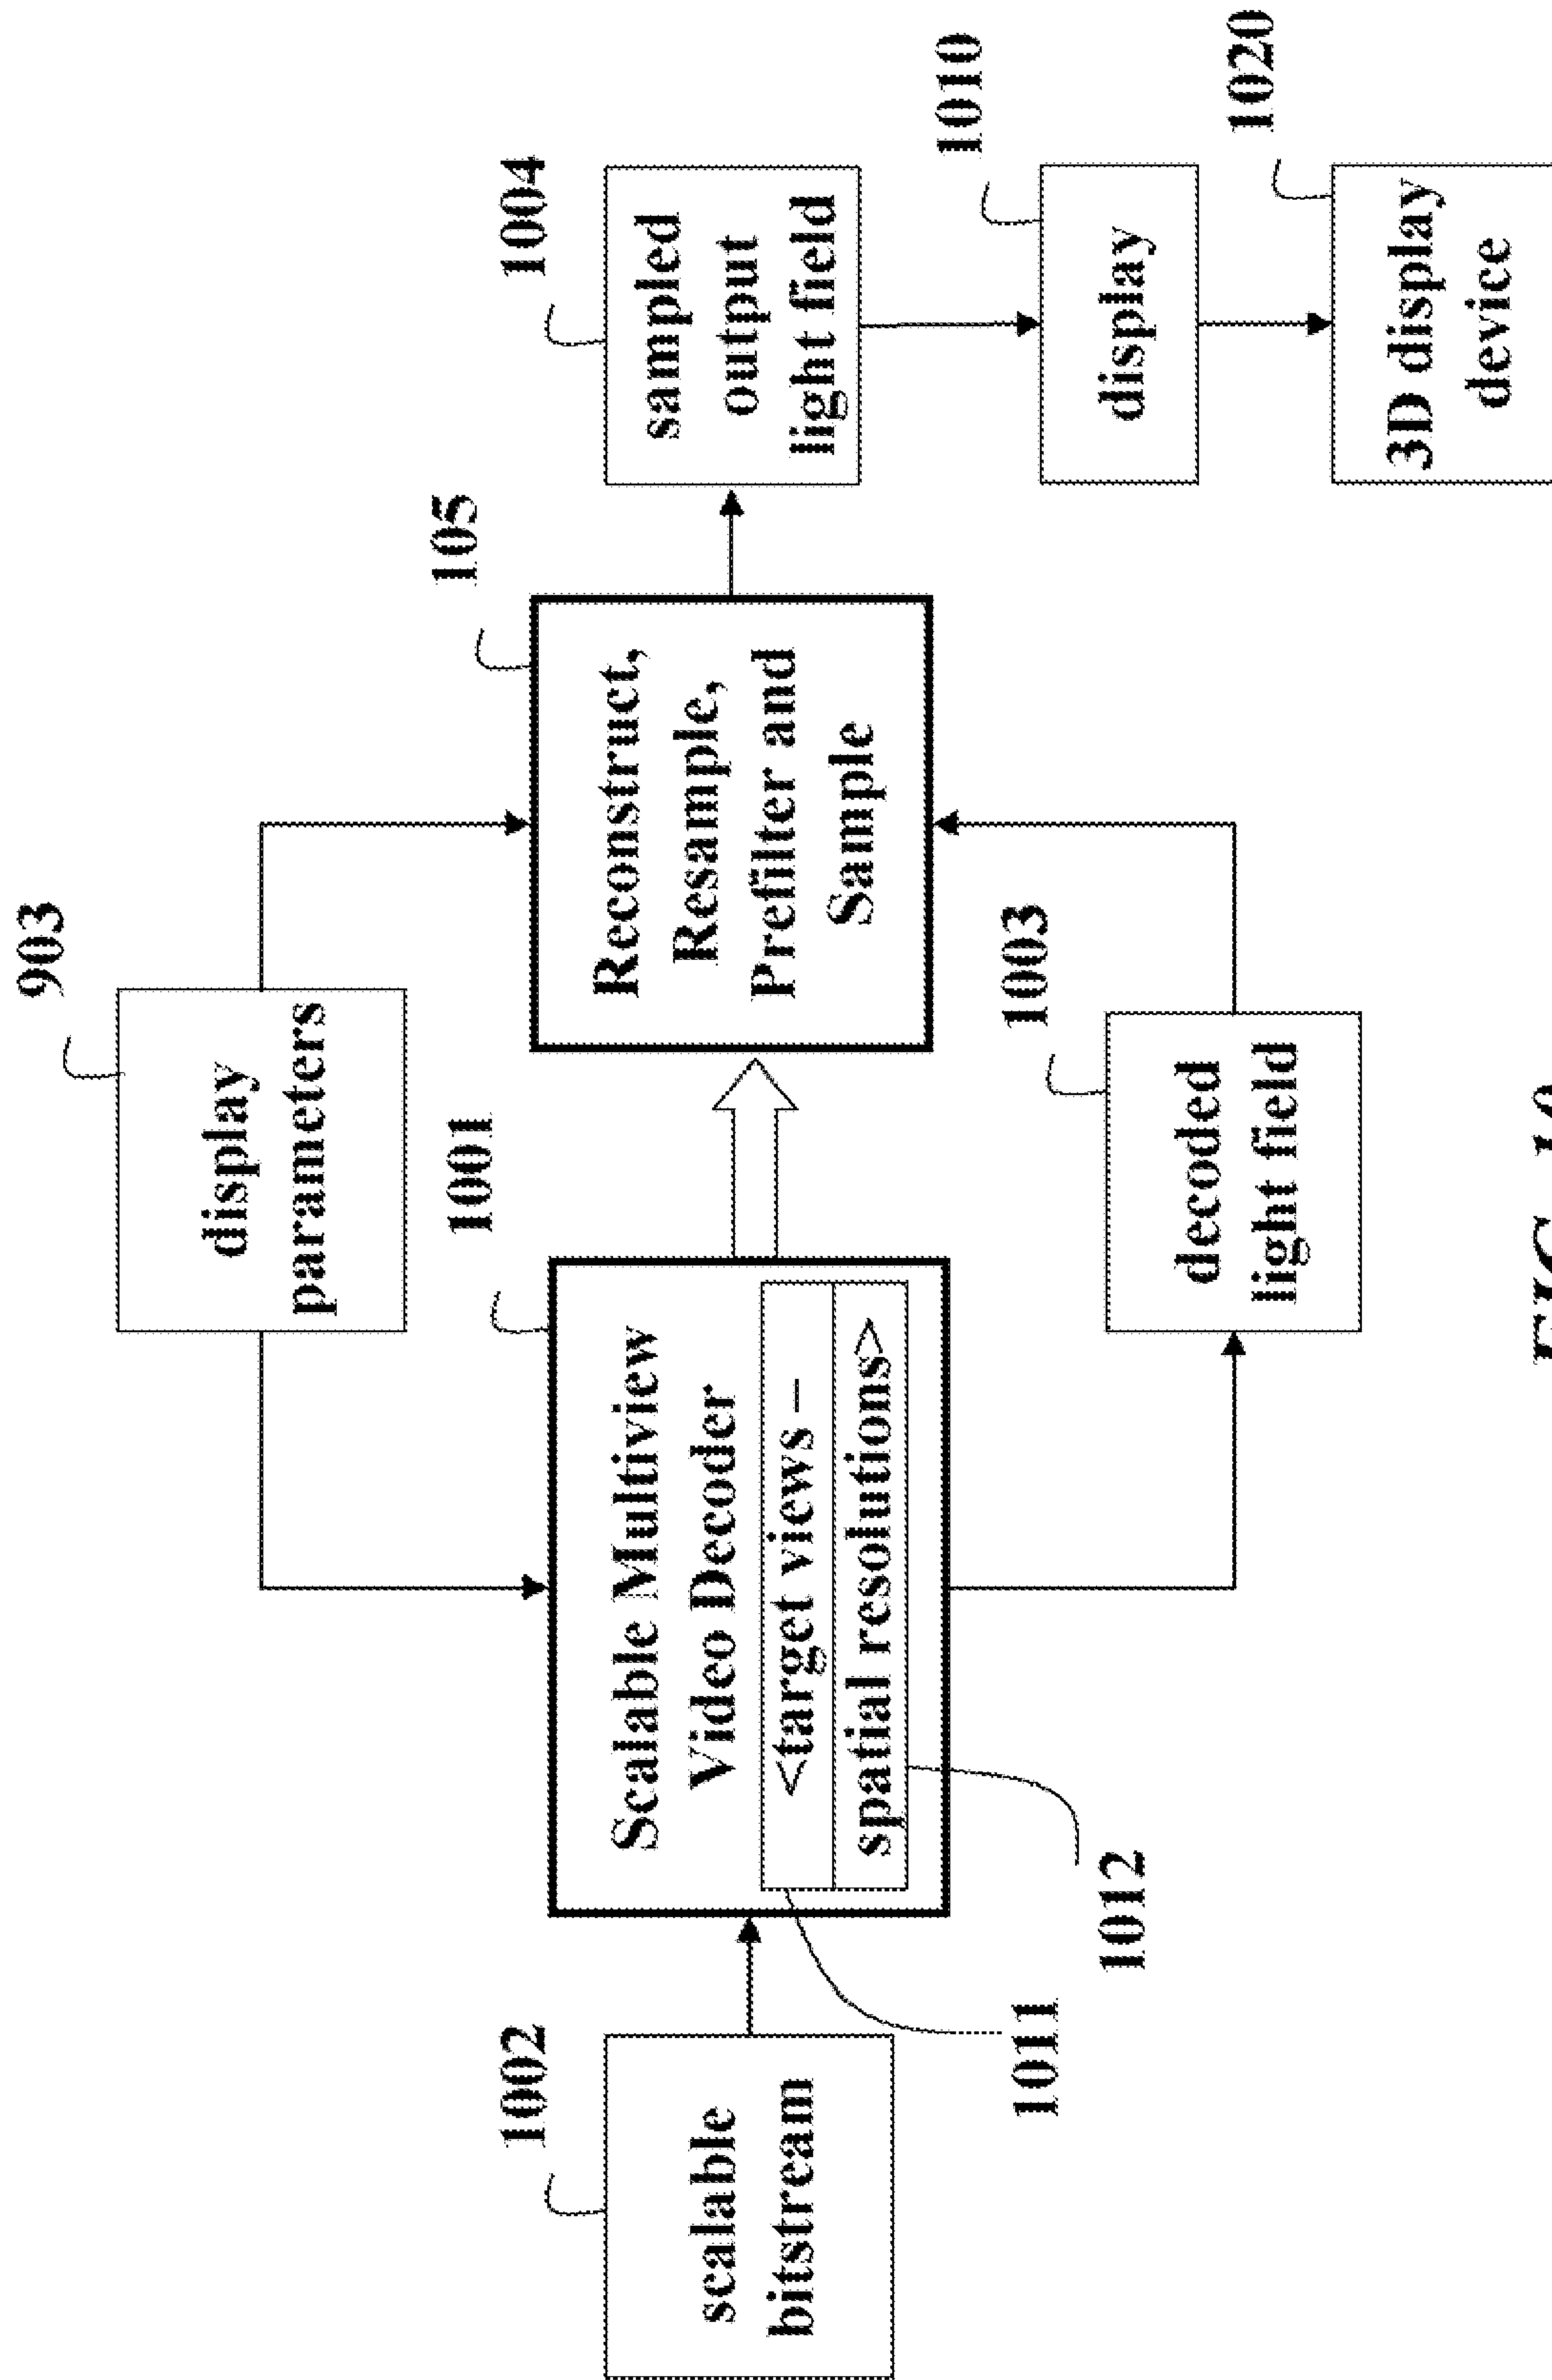 903
display
parameters
1002
scalable
bitstream
1001
Scalable Multiview
Video Decoder
<target views –
spatial resolutions>
1011
1012
105
Reconstruct,
Resample,
Prefilter and
Sample
1003
decoded
light field
1004
sampled
output
light field
1010
display
1020
3D display
device